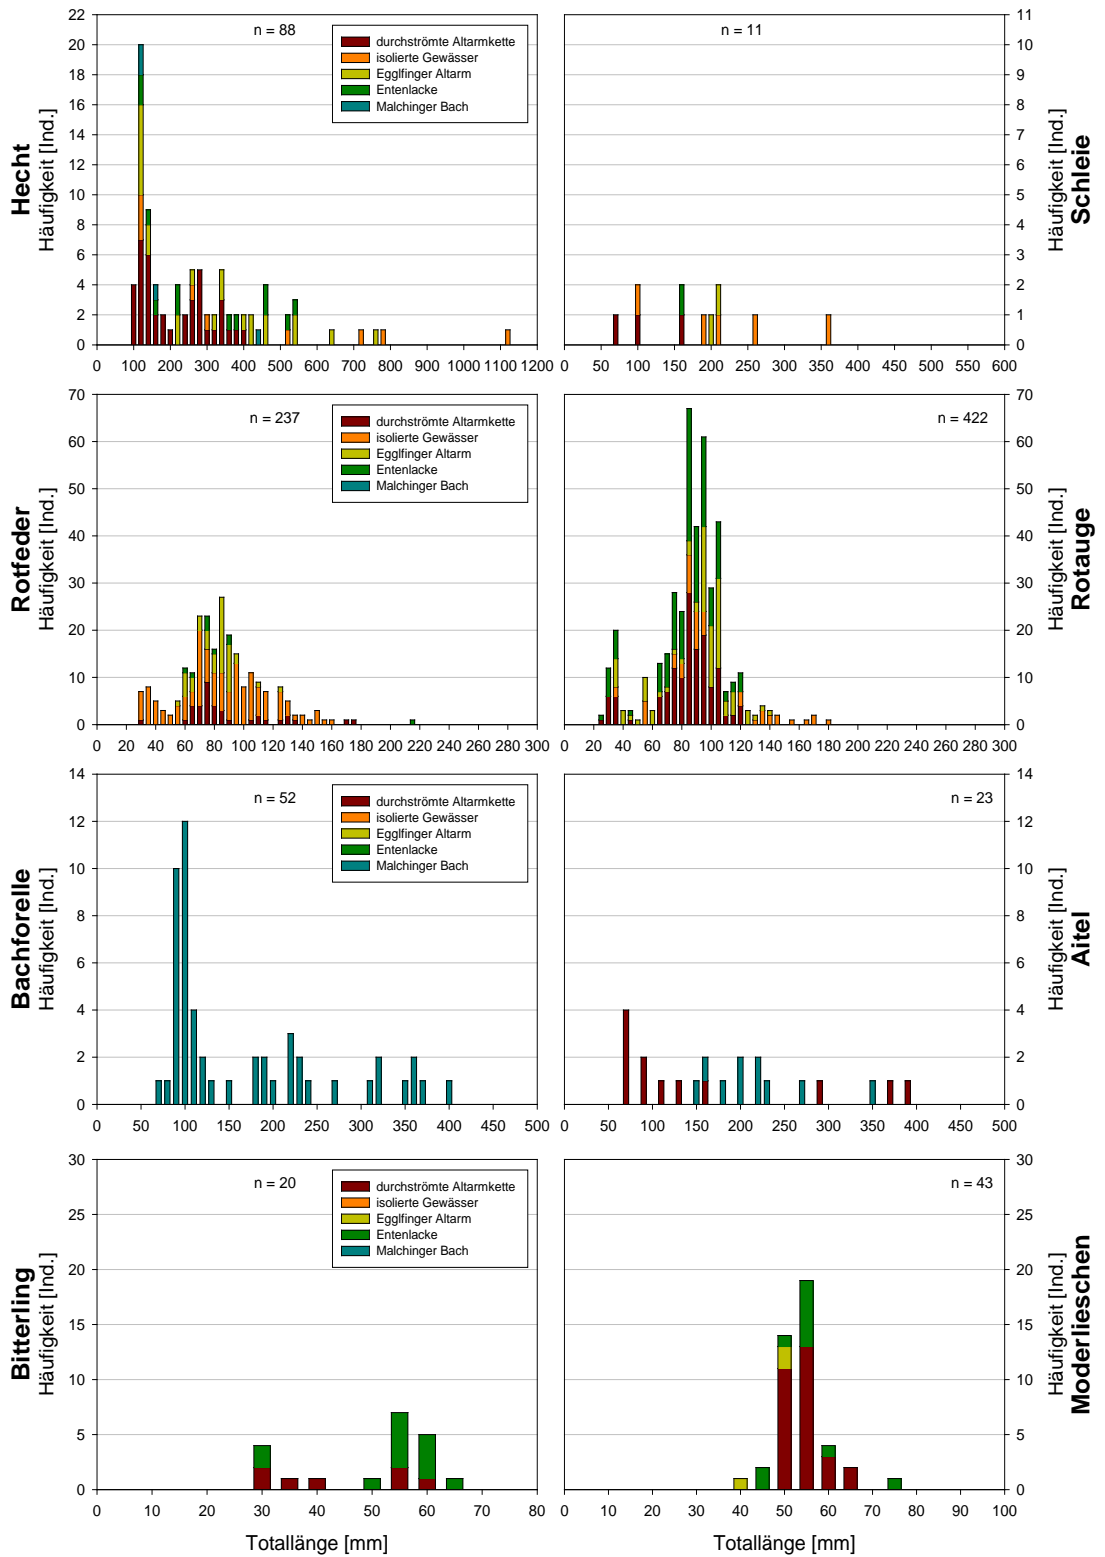 n = 88
durchströmte Altarmkette
isolierte Gewässer
Egglfinger Altarm
Entenlacke
Malchinger Bach
Hecht
Häufigkeit [Ind.]
0 2 4 6 8 10 12 14 16 18 20 22
0 100 200 300 400 500 600 700 800 900 1000 1100 1200
n = 11
Schleie
Häufigkeit [Ind.]
0 1 2 3 4 5 6 7 8 9 10 11
0 50 100 150 200 250 300 350 400 450 500 550 600
n = 237
durchströmte Altarmkette
isolierte Gewässer
Egglfinger Altarm
Entenlacke
Malchinger Bach
Rotfeder
Häufigkeit [Ind.]
0 10 20 30 40 50 60 70
0 20 40 60 80 100 120 140 160 180 200 220 240 260 280 300
n = 422
Rotauge
Häufigkeit [Ind.]
0 10 20 30 40 50 60 70
0 20 40 60 80 100 120 140 160 180 200 220 240 260 280 300
n = 52
durchströmte Altarmkette
isolierte Gewässer
Egglfinger Altarm
Entenlacke
Malchinger Bach
Bachforelle
Häufigkeit [Ind.]
0 2 4 6 8 10 12 14
0 50 100 150 200 250 300 350 400 450 500
n = 23
Aitel
Häufigkeit [Ind.]
0 2 4 6 8 10 12 14
0 50 100 150 200 250 300 350 400 450 500
n = 20
durchströmte Altarmkette
isolierte Gewässer
Egglfinger Altarm
Entenlacke
Malchinger Bach
Bitterling
Häufigkeit [Ind.]
0 5 10 15 20 25 30
0 10 20 30 40 50 60 70 80
Totallänge [mm]
n = 43
Moderlieschen
Häufigkeit [Ind.]
0 5 10 15 20 25 30
0 10 20 30 40 50 60 70 80 90 100
Totallänge [mm]